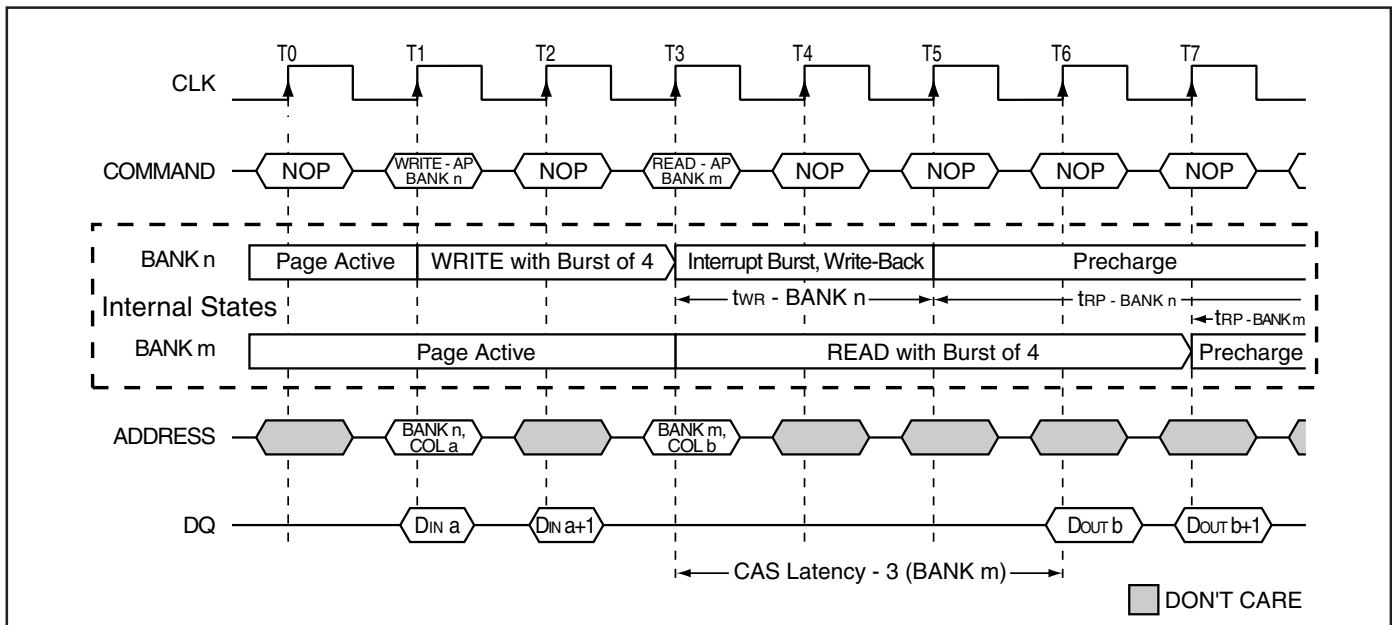 T0 T1 T2 T3 T4 T5 T6 T7
CLK
COMMAND NOP WRITE - AP BANK n NOP READ - AP BANK m NOP NOP NOP NOP
BANK n Page Active WRITE with Burst of 4 Interrupt Burst, Write-Back Precharge
tWR - BANK n tRP - BANK n
Internal States
tRP - BANK m
BANK m Page Active READ with Burst of 4 Precharge
ADDRESS BANK n, COL a BANK m, COL b
DQ DIN a DIN a+1 DOUT b DOUT b+1
CAS Latency - 3 (BANK m)
DON'T CARE